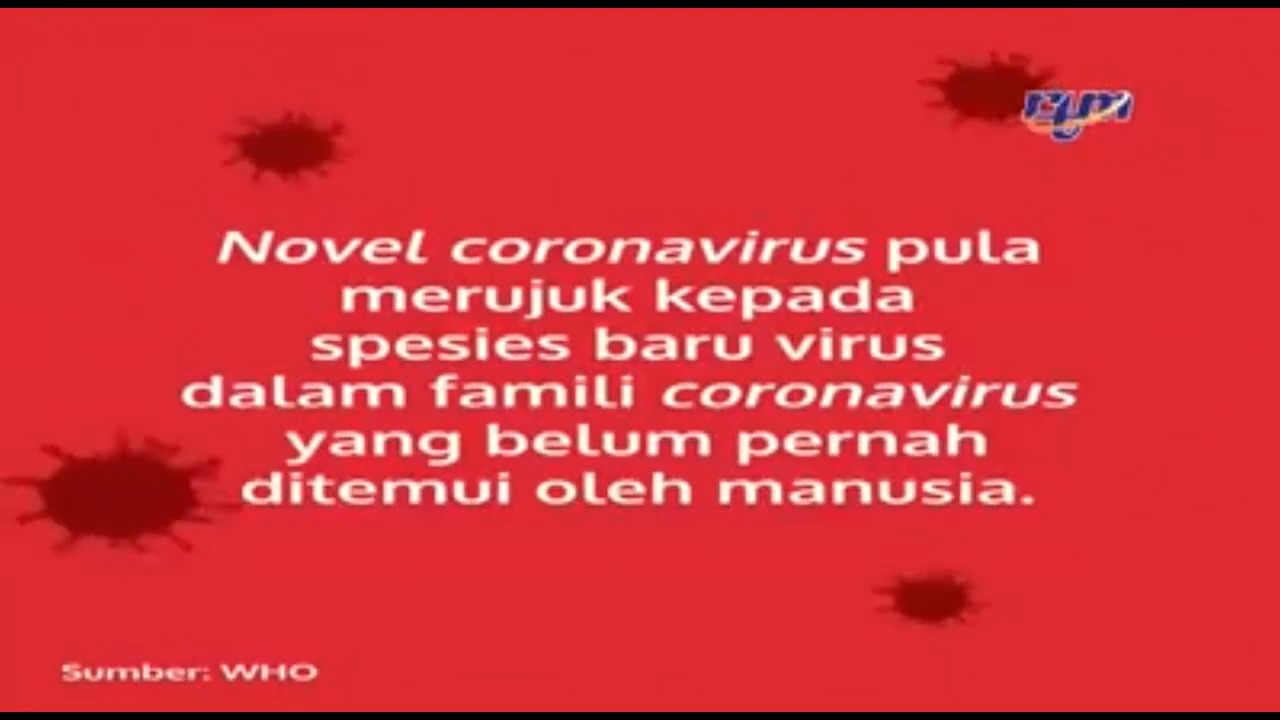 rtm
Novel coronavirus pula
merujuk kepada
spesies baru virus
dalam famili coronavirus
yang belum pernah
ditemui oleh manusia.
Sumber: WHO